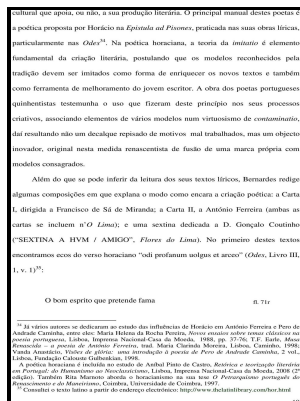 cultural que apoia, ou não, a sua produção literária. O principal manual destes poetas é
a poética proposta por Horácio na Epistula ad Pisones, praticada nas suas obras líricas,
particularmente nas Odes34. Na poética horaciana, a teoria da imitatio é elemento
fundamental da criação literária, postulando que os modelos reconhecidos pela
tradição devem ser imitados como forma de enriquecer os novos textos e também
como ferramenta de melhoramento do jovem escritor. A obra dos poetas portugueses
quinhentistas testemunha o uso que fizeram deste princípio nos seus processos
criativos, associando elementos de vários modelos num virtuosismo de contaminatio,
daí resultando não um decalque repisado de motivos mal trabalhados, mas um objecto
inovador, original nesta medida renascentista de fusão de uma marca própria com
modelos consagrados.
Além do que se pode inferir da leitura dos seus textos líricos, Bernardes redige
algumas composições em que explana o modo como encara a criação poética: a Carta
I, dirigida a Francisco de Sá de Miranda; a Carta II, a António Ferreira (ambas as
cartas se incluem n'O Lima); e uma sextina dedicada a D. Gonçalo Coutinho
("SEXTINA A HVM / AMIGO", Flores do Lima). No primeiro destes textos
encontramos ecos do verso horaciano "odi profanum uolgus et arceo" (Odes, Livro III,
1, v. 1)35:
O bom esprito que pretende fama fl. 71r
34 Já vários autores se dedicaram ao estudo das influências de Horácio em António Ferreira e Pero de
Andrade Caminha, entre eles: Maria Helena da Rocha Pereira, Novos ensaios sobre temas clássicos na
poesia portuguesa, Lisboa, Imprensa Nacional-Casa da Moeda, 1988, pp. 37-76; T.F. Earle, Musa
Renascida – a poesia de António Ferreira, trad. Maria Clarinda Moreira, Lisboa, Caminho, 1990;
Vanda Anastácio, Visões de glória: uma introdução à poesia de Pero de Andrade Caminha, 2 vol.,
Lisboa, Fundação Calouste Gulbenkian, 1998.
A poética horaciana é incluída no estudo de Aníbal Pinto de Castro, Retórica e teorização literária
em Portugal: do Humanismo ao Neoclassicismo, Lisboa, Imprensa Nacional-Casa da Moeda, 2008 (2ª
edição). Também Rita Marnoto aborda o horacianismo na sua tese O Petrarquismo português do
Renascimento e do Maneirismo, Coimbra, Universidade de Coimbra, 1997.
35 Consultei o texto latino a partir do endereço electrónico: http://www.thelatinlibrary.com/hor.html